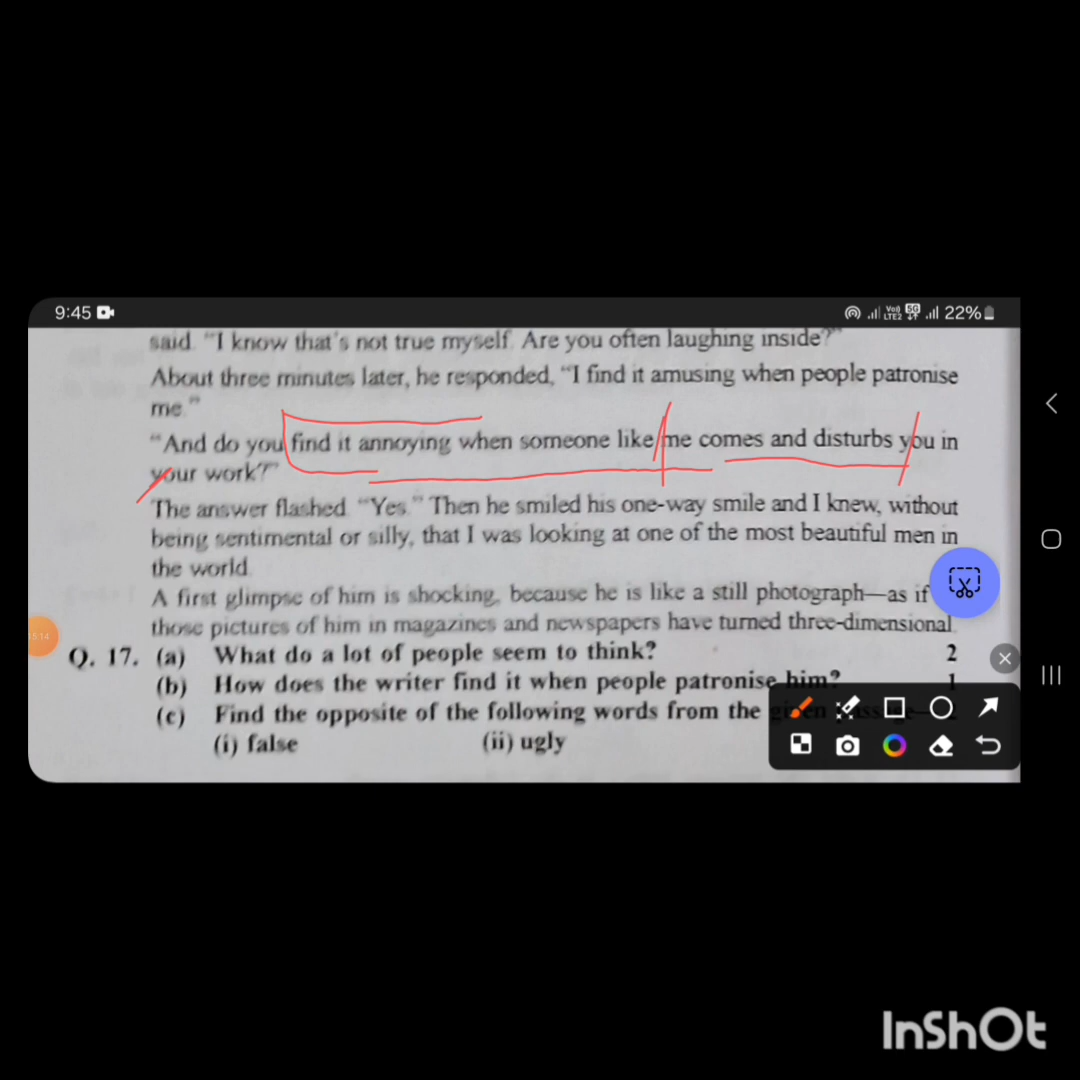 9:45 22%
said. "I know that's not true myself. Are you often laughing inside?"
About three minutes later, he responded, "I find it amusing when people patronise
me."
"And do you find it annoying when someone like me comes and disturbs you in
your work?"
The answer flashed. "Yes." Then he smiled his one-way smile and I knew, without
being sentimental or silly, that I was looking at one of the most beautiful men in
the world.
A first glimpse of him is shocking, because he is like a still photograph—as if
those pictures of him in magazines and newspapers have turned three-dimensional.
15:14
Q. 17. (a) What do a lot of people seem to think? 2
(b) How does the writer find it when people patronise him? 1
(c) Find the opposite of the following words from the
(i) false (ii) ugly
InShOt